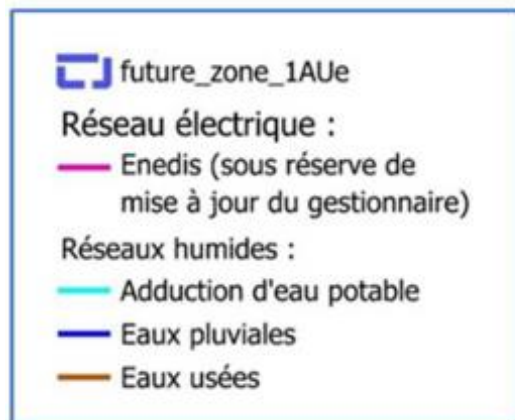 future_zone_1AUe
Réseau électrique :
Enedis (sous réserve de
mise à jour du gestionnaire)
Réseaux humides :
Adduction d'eau potable
Eaux pluviales
Eaux usées